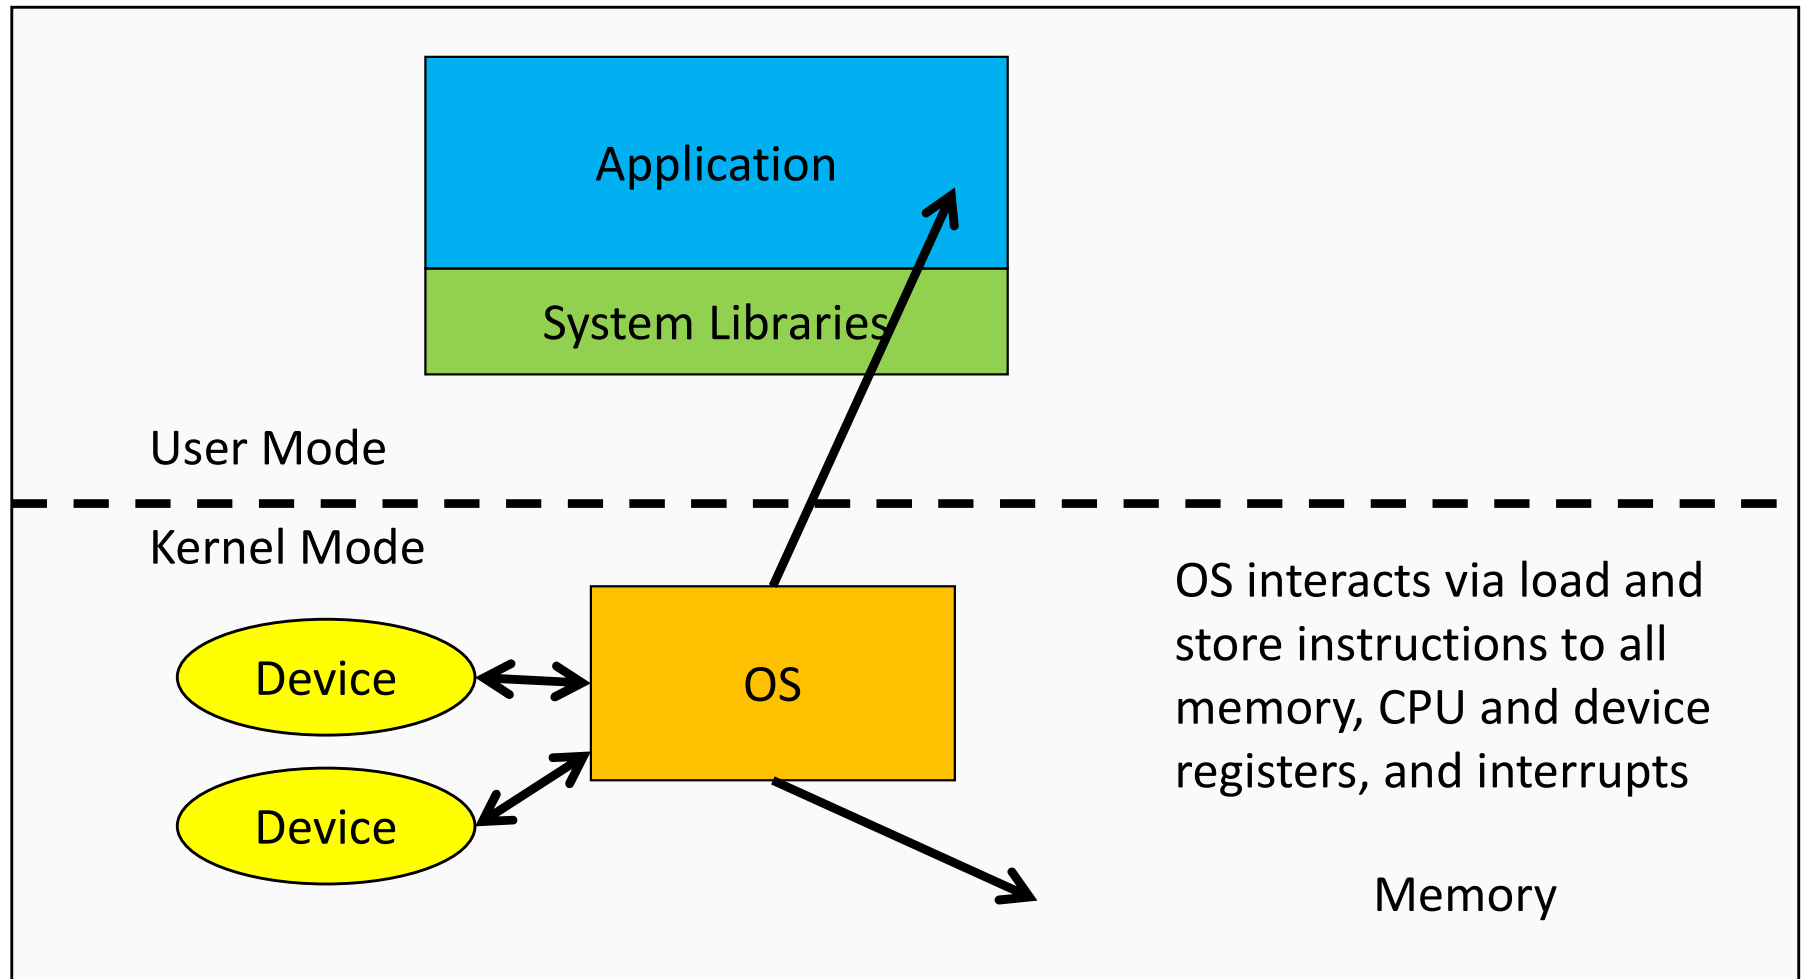 Application
System Libraries
User Mode
Kernel Mode
Device
Device
OS
OS interacts via load and
store instructions to all
memory, CPU and device
registers, and interrupts
Memory